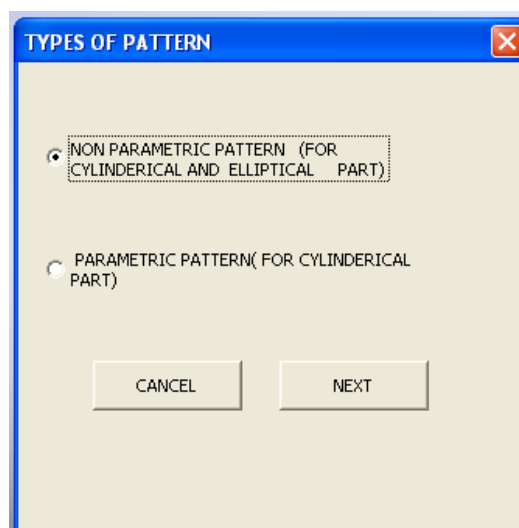 TYPES OF PATTERN
NON PARAMETRIC PATTERN (FOR
CYLINDERICAL AND ELLIPTICAL PART)
PARAMETRIC PATTERN( FOR CYLINDERICAL
PART)
CANCEL NEXT